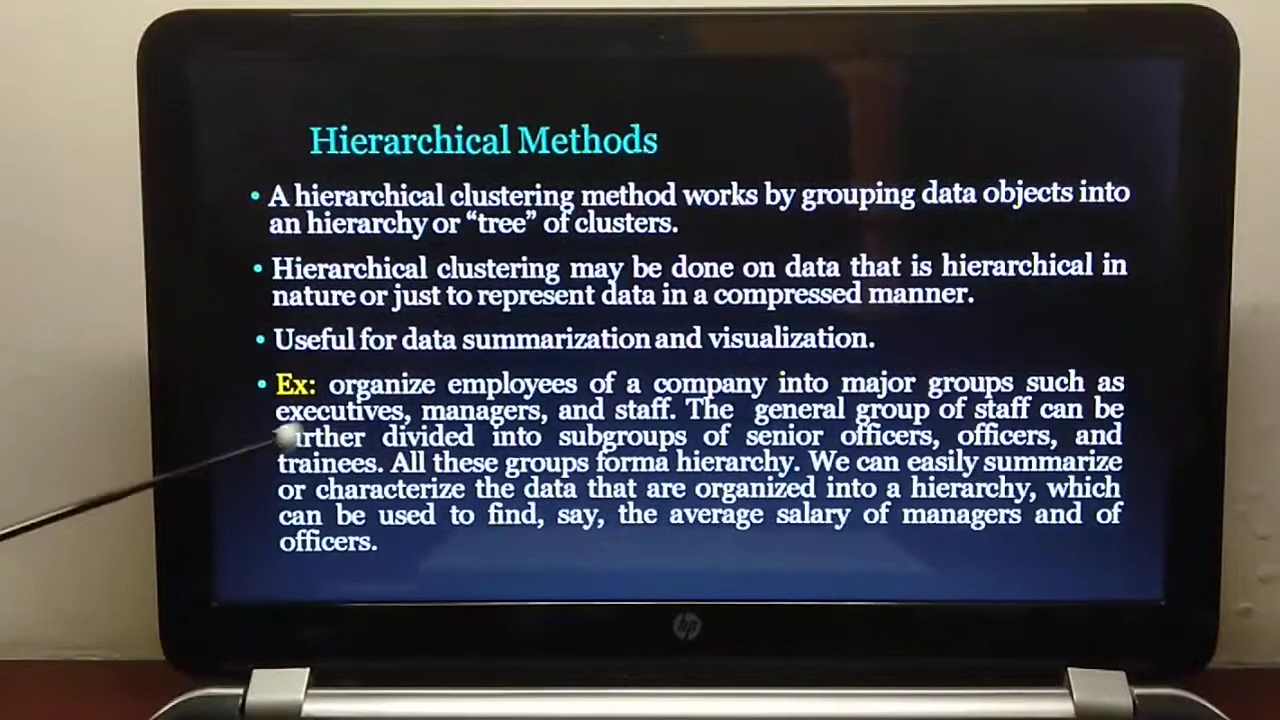 Hierarchical Methods
• A hierarchical clustering method works by grouping data objects into
an hierarchy or “tree” of clusters.
• Hierarchical clustering may be done on data that is hierarchical in
nature or just to represent data in a compressed manner.
• Useful for data summarization and visualization.
• Ex: organize employees of a company into major groups such as
executives, managers, and staff. The general group of staff can be
further divided into subgroups of senior officers, officers, and
trainees. All these groups forma hierarchy. We can easily summarize
or characterize the data that are organized into a hierarchy, which
can be used to find, say, the average salary of managers and of
officers.
hp